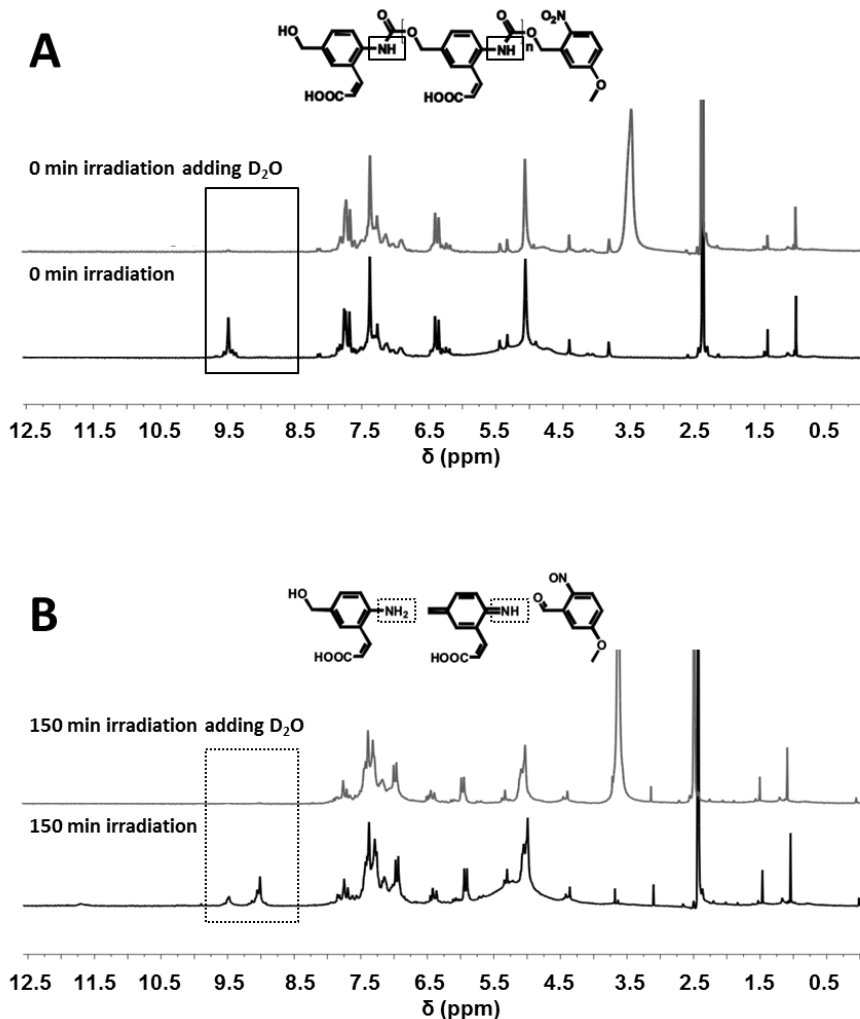 A
HO
NH
O
O
NH
n
O
O
O₂N
HOOC
HOOC
O
0 min irradiation adding D₂O
0 min irradiation
12.5 11.5 10.5 9.5 8.5 7.5 6.5 5.5 4.5 3.5 2.5 1.5 0.5
δ (ppm)
B
HO
NH₂
NH
ON
O
HOOC
HOOC
O
150 min irradiation adding D₂O
150 min irradiation
12.5 11.5 10.5 9.5 8.5 7.5 6.5 5.5 4.5 3.5 2.5 1.5 0.5
δ (ppm)